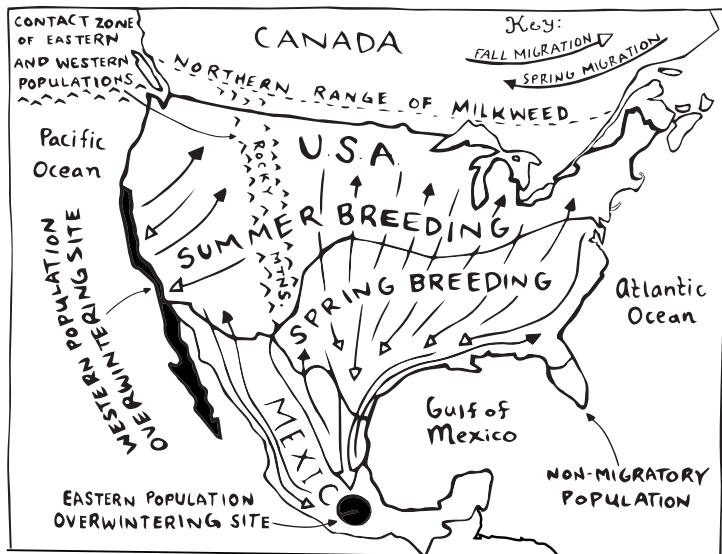 CONTACT ZONE
OF EASTERN
AND WESTERN
POPULATIONS
CANADA
Key:
FALL MIGRATION
SPRING MIGRATION
NORTHERN RANGE OF MILKWEED
Pacific
Ocean
U.S.A.
ROCKY MTNS.
SUMMER BREEDING
SPRING BREEDING
WESTERN POPULATION
OVERWINTERING SITE
Atlantic
Ocean
MEXICO
Gulf of
Mexico
NON-MIGRATORY
POPULATION
EASTERN POPULATION
OVERWINTERING SITE